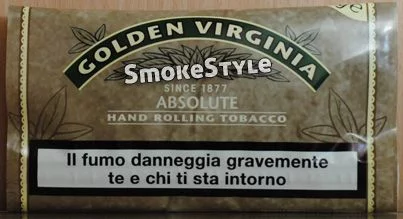 GOLDEN VIRGINIA
SmokeStyle
SINCE 1877
ABSOLUTE
HAND ROLLING TOBACCO
Il fumo danneggia gravemente
te e chi ti sta intorno